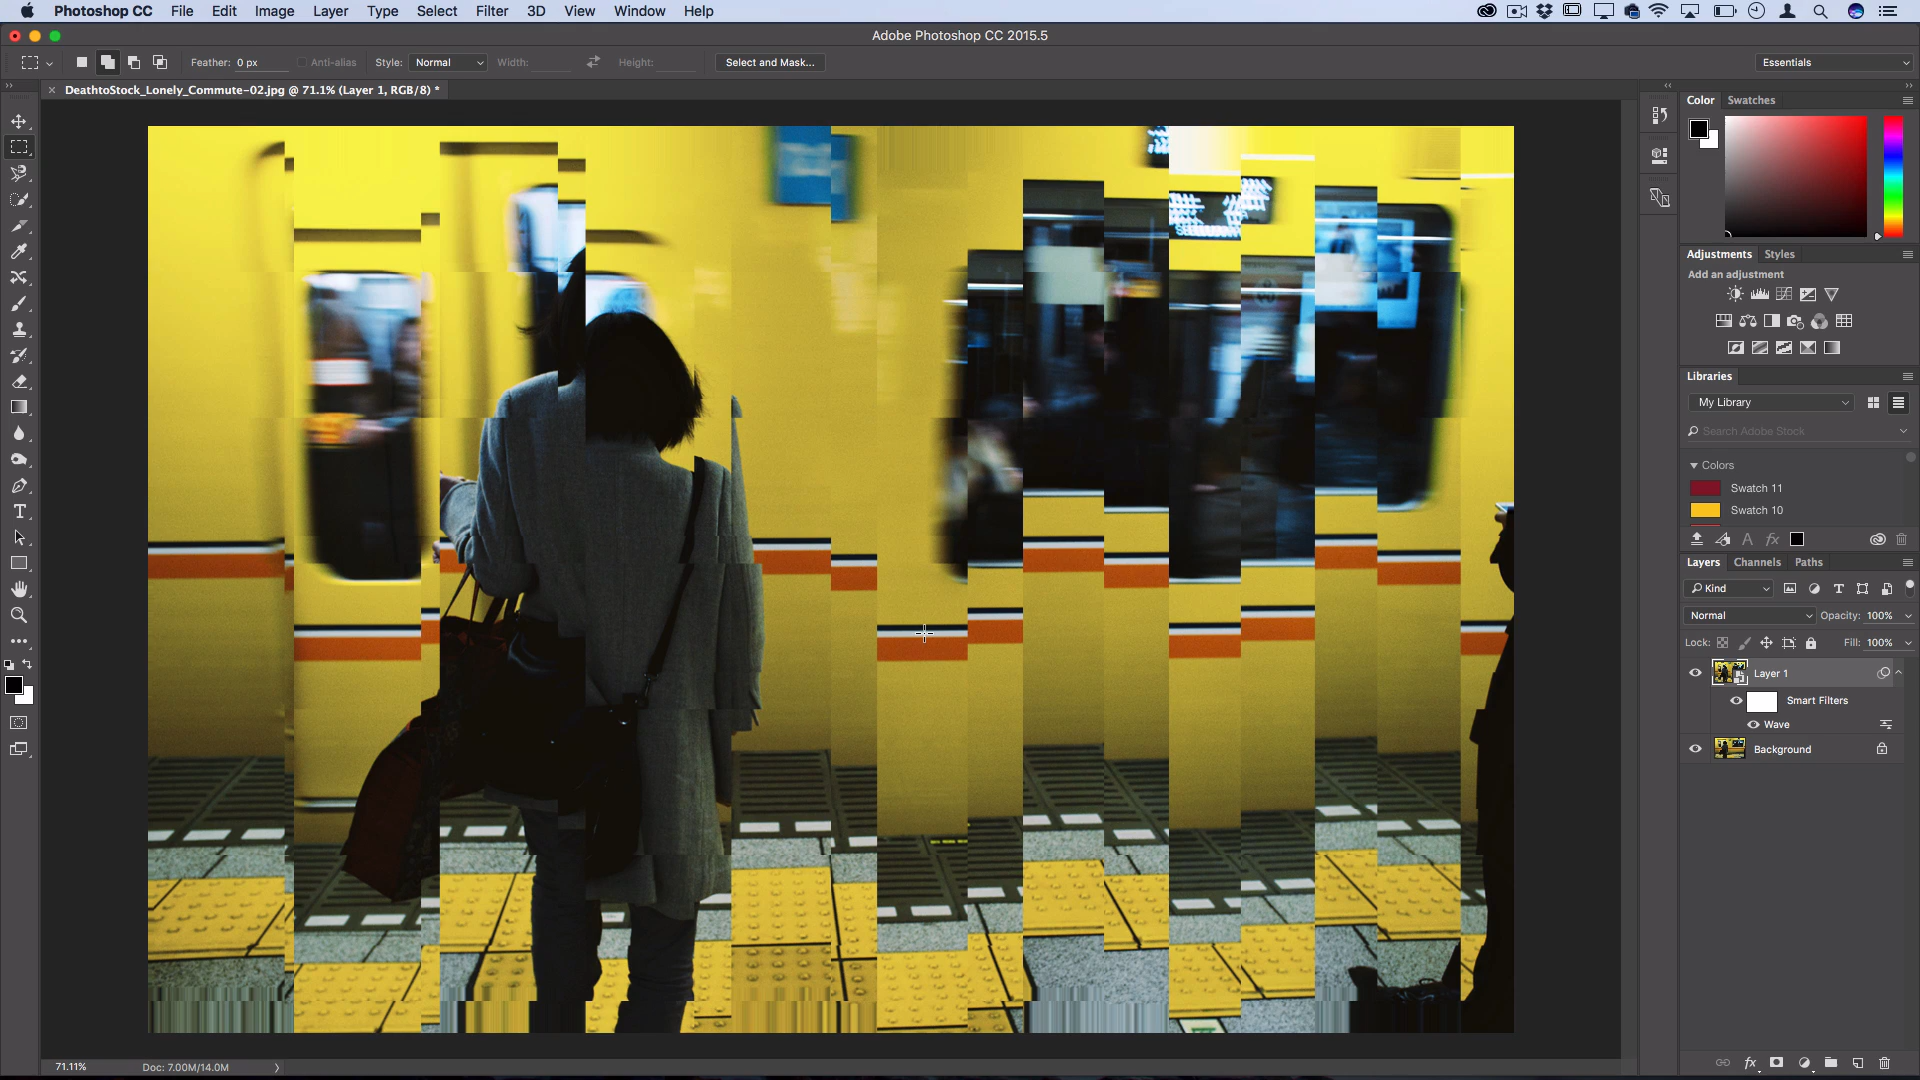 Photoshop CC File Edit Image Layer Type Select Filter 3D View Window Help
Adobe Photoshop CC 2015.5
Feather: 0 px Anti-alias Style: Normal Width: Height: Select and Mask... Essentials
× DeathtoStock_Lonely_Commute-02.jpg @ 71.1% (Layer 1, RGB/8) *
Color Swatches
Adjustments Styles
Add an adjustment
Libraries
My Library
Search Adobe Stock
Colors
Swatch 11
Swatch 10
Layers Channels Paths
Kind
Normal Opacity: 100%
Lock: Fill: 100%
Layer 1
Smart Filters
Wave
Background
71.11% Doc: 7.00M/14.0M